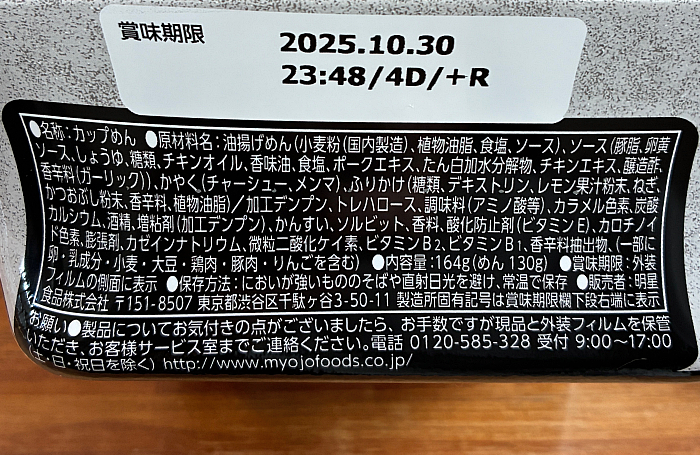 賞味期限
2025.10.30
23:48/4D/+R
●名称:カップめん ●原材料名:油揚げめん(小麦粉(国内製造)、植物油脂、食塩、ソース)、ソース(豚脂、卵黄
ソース、しょうゆ、糖類、チキンオイル、香味油、食塩、ポークエキス、たん白加水分解物、チキンエキス、醸造酢、
香辛料(ガーリック))、かやく(チャーシュー、メンマ)、ふりかけ(糖類、デキストリン、レモン果汁粉末、ねぎ、
かつおぶし粉末、香辛料、植物油脂)/加工デンプン、トレハロース、調味料(アミノ酸等)、カラメル色素、炭酸
カルシウム、酒精、増粘剤(加工デンプン)、かんすい、ソルビット、香料、酸化防止剤(ビタミンE)、カロチノイ
ド色素、膨張剤、カゼインナトリウム、微粒二酸化ケイ素、ビタミンB2、ビタミンB1、香辛料抽出物、(一部に
卵・乳成分・小麦・大豆・鶏肉・豚肉・りんごを含む) ●内容量:164g(めん 130g) ●賞味期限:外装
フィルムの側面に表示 ●保存方法:においが強いもののそばや直射日光を避け、常温で保存 ●販売者:明星
食品株式会社 〒151-8507 東京都渋谷区千駄ヶ谷3-50-11 製造所固有記号は賞味期限欄下段右端に表示
お願い●製品についてお気付きの点がございましたら、お手数ですが現品と外装フィルムを保管
いただき、お客様サービス室までご連絡ください。電話 0120-585-328 受付 9:00~17:00
(土・日・祝日を除く) http://www.myojofoods.co.jp/